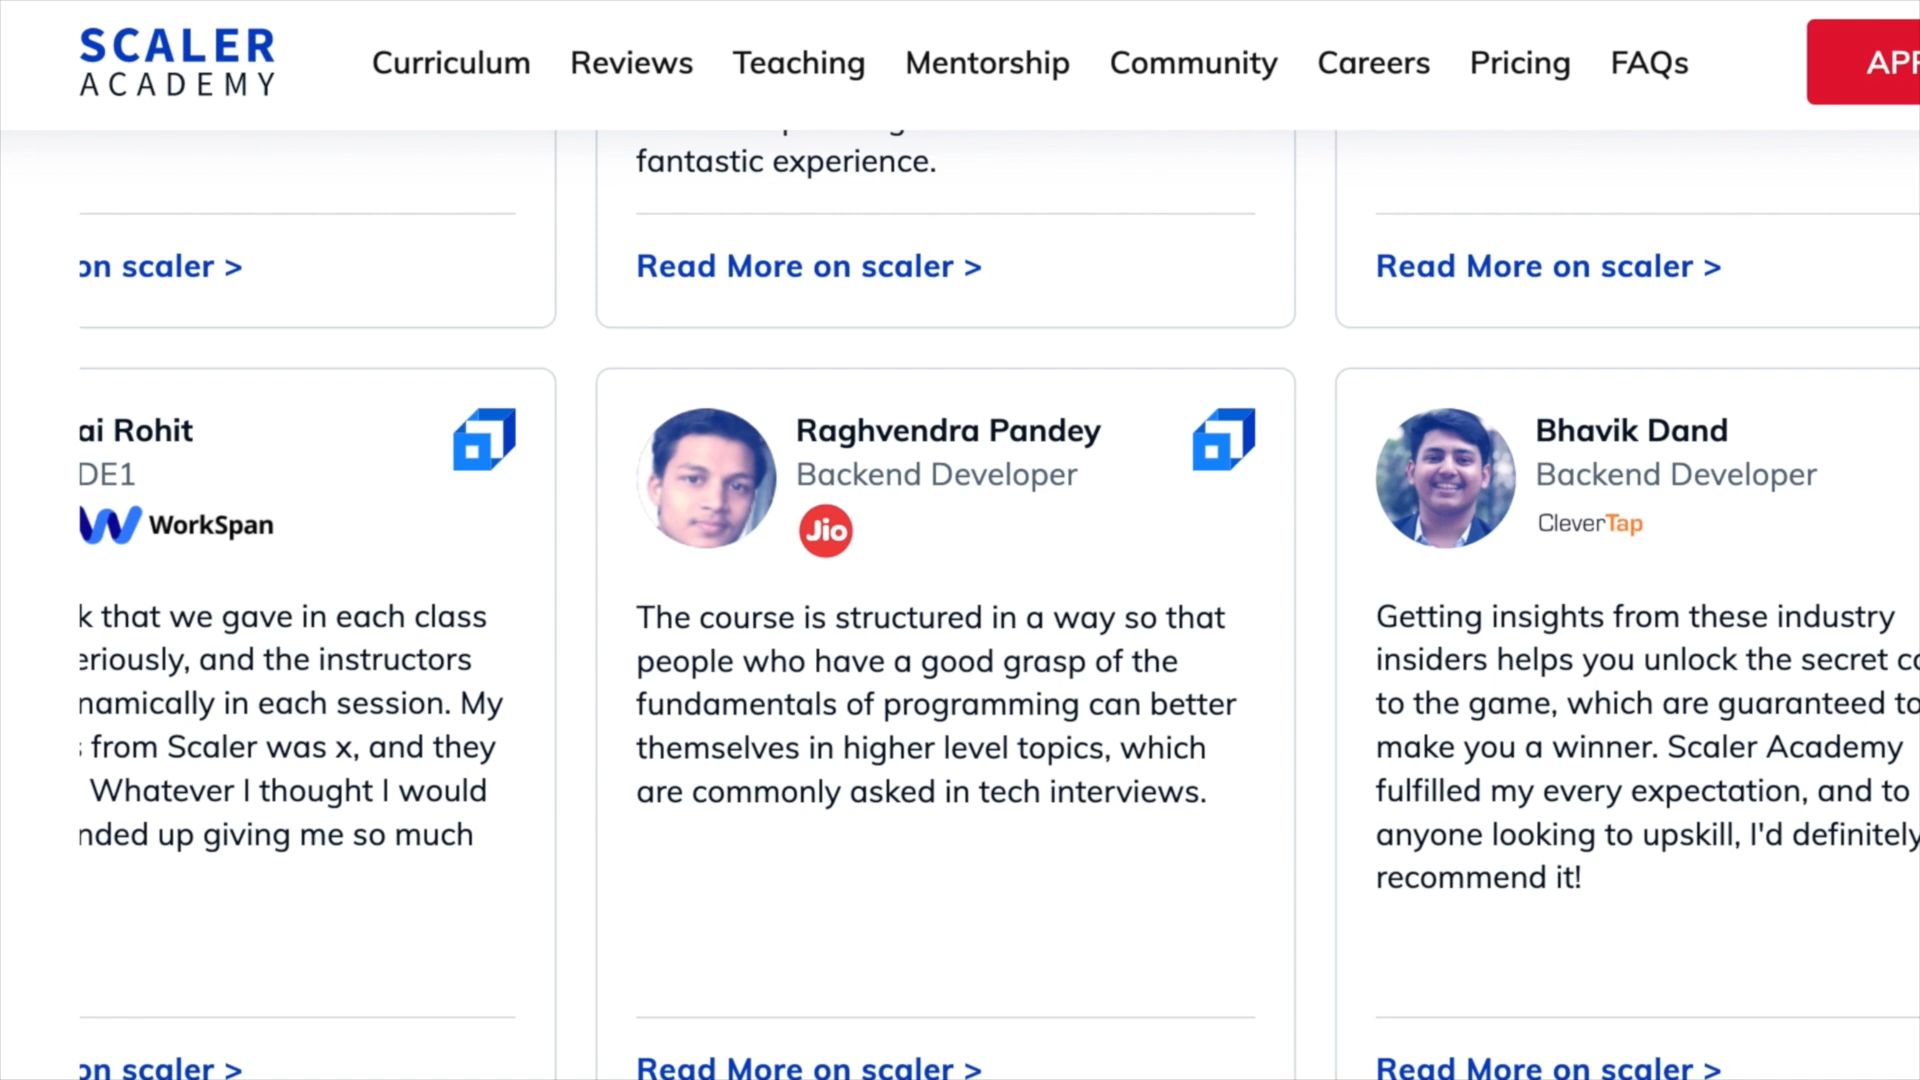 SCALER
ACADEMY
Curriculum Reviews Teaching Mentorship Community Careers Pricing FAQs
fantastic experience.
on scaler >
Read More on scaler >
Read More on scaler >
Rohit
WorkSpan
that we gave in each class
and the instructors
in each session. My
from Scaler was x, and they
Whatever I thought I would
up giving me so much
on scaler >
Raghvendra Pandey
Backend Developer
Jio
The course is structured in a way so that
people who have a good grasp of the
fundamentals of programming can better
themselves in higher level topics, which
are commonly asked in tech interviews.
Read More on scaler >
Bhavik Dand
Backend Developer
CleverTap
Getting insights from these industry
insiders helps you unlock the secret
to the game, which are guaranteed to
make you a winner. Scaler Academy
fulfilled my every expectation, and to
anyone looking to upskill, I'd definitely
recommend it!
Read More on scaler >